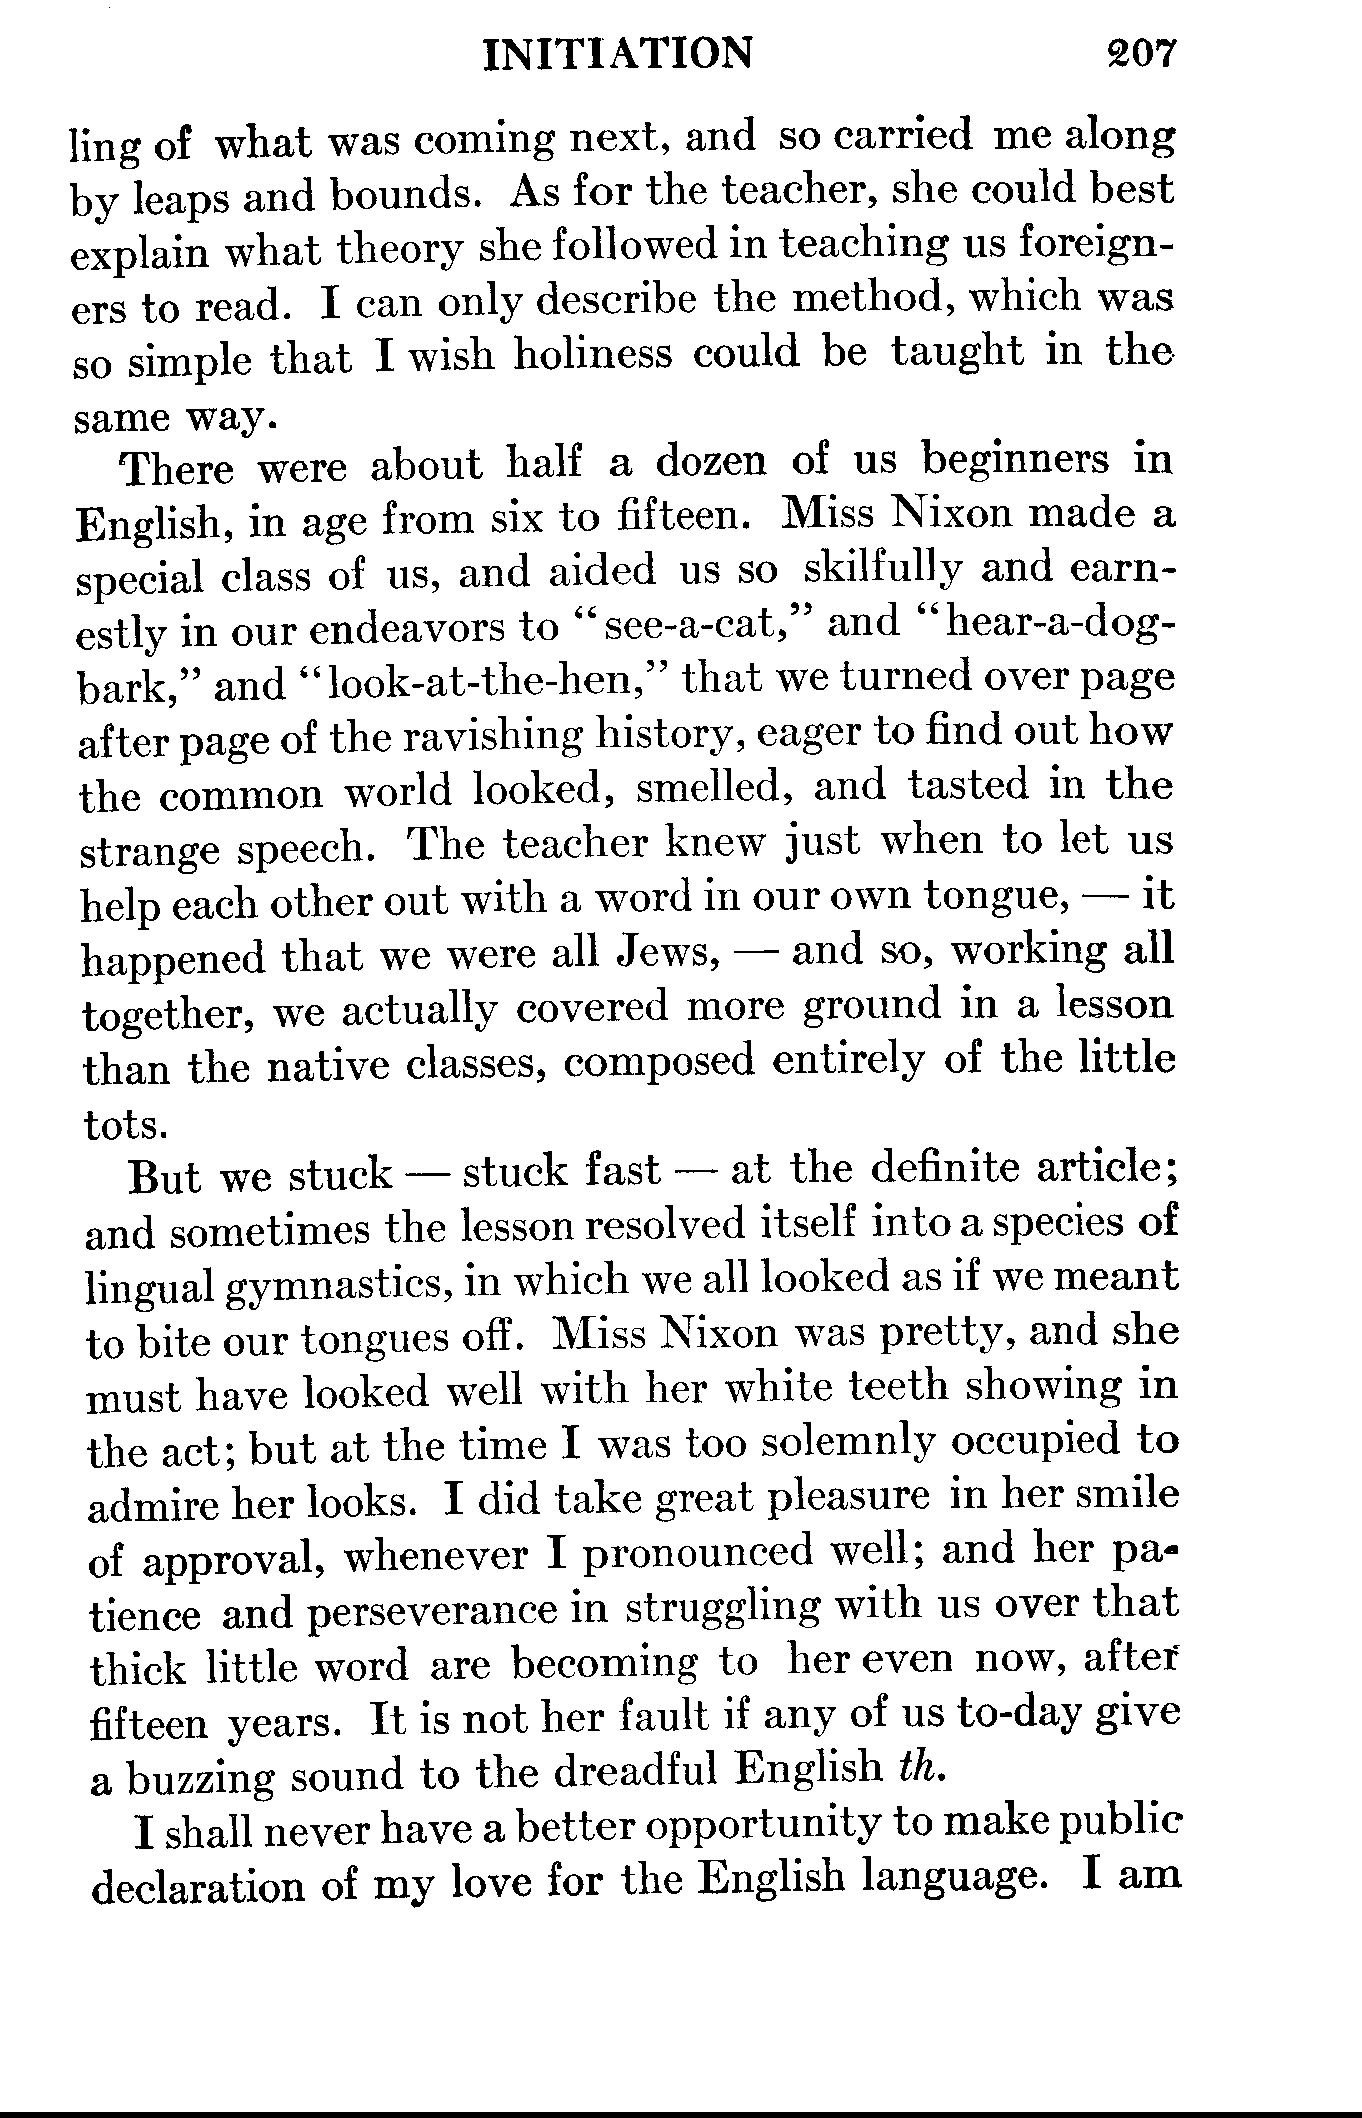 INITIATION 207
ling of what was coming next, and so carried me along
by leaps and bounds. As for the teacher, she could best
explain what theory she followed in teaching us foreign-
ers to read. I can only describe the method, which was
so simple that I wish holiness could be taught in the
same way.
There were about half a dozen of us beginners in
English, in age from six to fifteen. Miss Nixon made a
special class of us, and aided us so skilfully and earn-
estly in our endeavors to “see-a-cat,” and “hear-a-dog-
bark,” and “look-at-the-hen,” that we turned over page
after page of the ravishing history, eager to find out how
the common world looked, smelled, and tasted in the
strange speech. The teacher knew just when to let us
help each other out with a word in our own tongue, — it
happened that we were all Jews, — and so, working all
together, we actually covered more ground in a lesson
than the native classes, composed entirely of the little
tots.
But we stuck — stuck fast — at the definite article;
and sometimes the lesson resolved itself into a species of
lingual gymnastics, in which we all looked as if we meant
to bite our tongues off. Miss Nixon was pretty, and she
must have looked well with her white teeth showing in
the act; but at the time I was too solemnly occupied to
admire her looks. I did take great pleasure in her smile
of approval, whenever I pronounced well; and her pa-
tience and perseverance in struggling with us over that
thick little word are becoming to her even now, after
fifteen years. It is not her fault if any of us to-day give
a buzzing sound to the dreadful English th.
I shall never have a better opportunity to make public
declaration of my love for the English language. I am